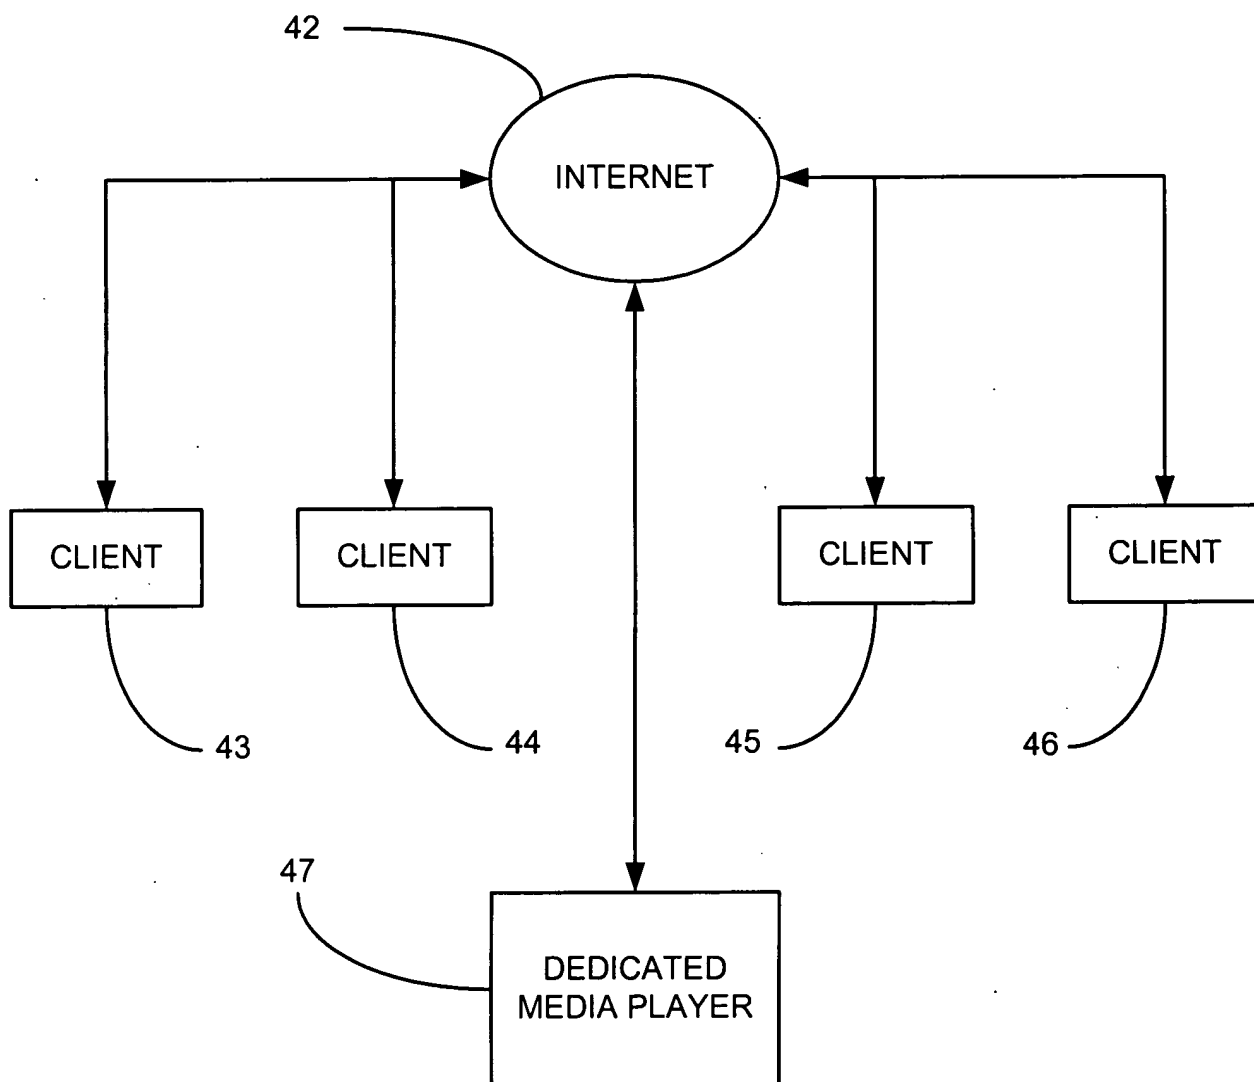 42
INTERNET
CLIENT
CLIENT
CLIENT
CLIENT
43
44
45
46
47
DEDICATED
MEDIA PLAYER